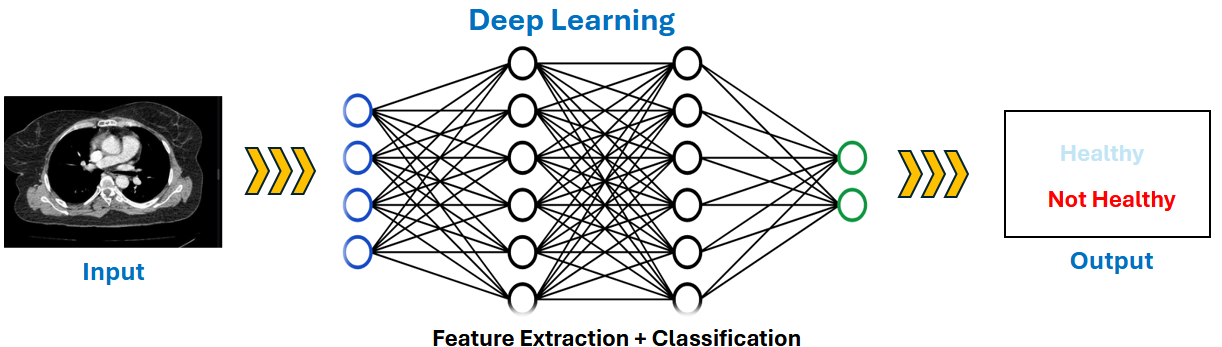 Deep Learning
Input
Healthy
Not Healthy
Output
Feature Extraction + Classification